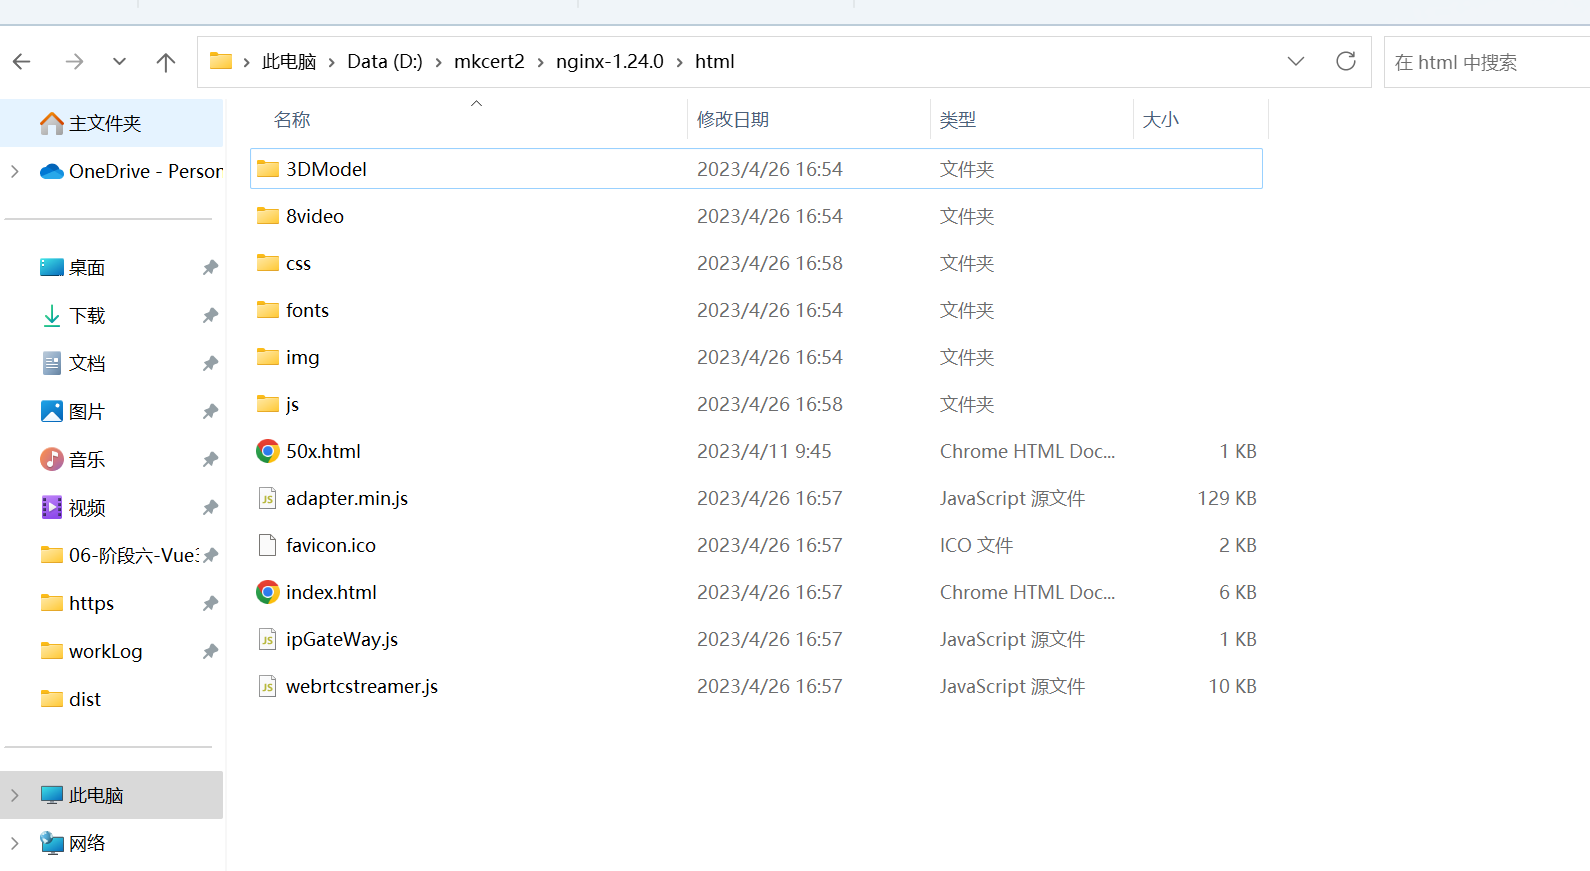 此电脑 > Data (D:) > mkcert2 > nginx-1.24.0 > html
在 html 中搜索
主文件夹
OneDrive - Person
桌面
下载
文档
图片
音乐
视频
06-阶段六-Vue3
https
workLog
dist
此电脑
网络
名称 修改日期 类型 大小
3DModel 2023/4/26 16:54 文件夹
8video 2023/4/26 16:54 文件夹
css 2023/4/26 16:58 文件夹
fonts 2023/4/26 16:54 文件夹
img 2023/4/26 16:54 文件夹
js 2023/4/26 16:58 文件夹
50x.html 2023/4/11 9:45 Chrome HTML Doc... 1 KB
adapter.min.js 2023/4/26 16:57 JavaScript 源文件 129 KB
favicon.ico 2023/4/26 16:57 ICO 文件 2 KB
index.html 2023/4/26 16:57 Chrome HTML Doc... 6 KB
ipGateWay.js 2023/4/26 16:57 JavaScript 源文件 1 KB
webrtcstreamer.js 2023/4/26 16:57 JavaScript 源文件 10 KB